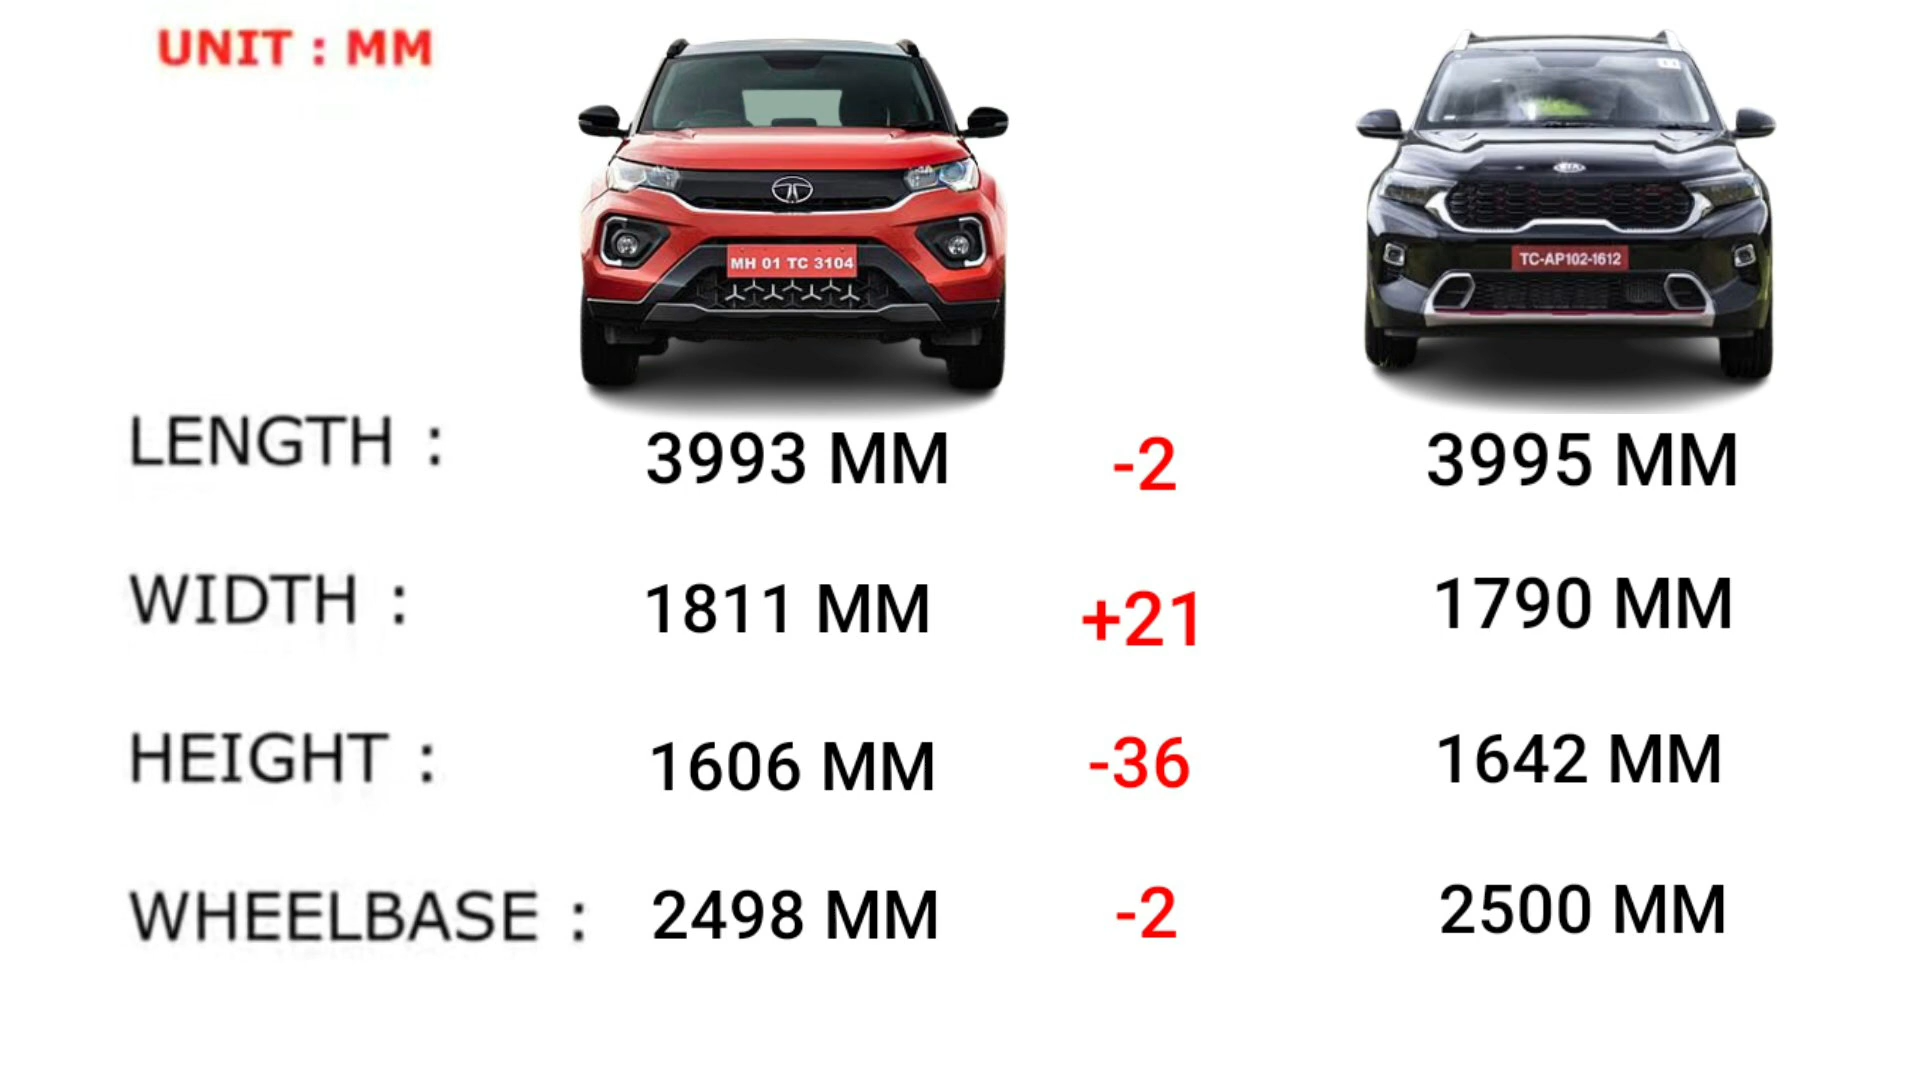 UNIT : MM
MH 01 TC 3104
KIA
TC-AP102-1612
LENGTH : 3993 MM -2 3995 MM
WIDTH : 1811 MM +21 1790 MM
HEIGHT : 1606 MM -36 1642 MM
WHEELBASE : 2498 MM -2 2500 MM